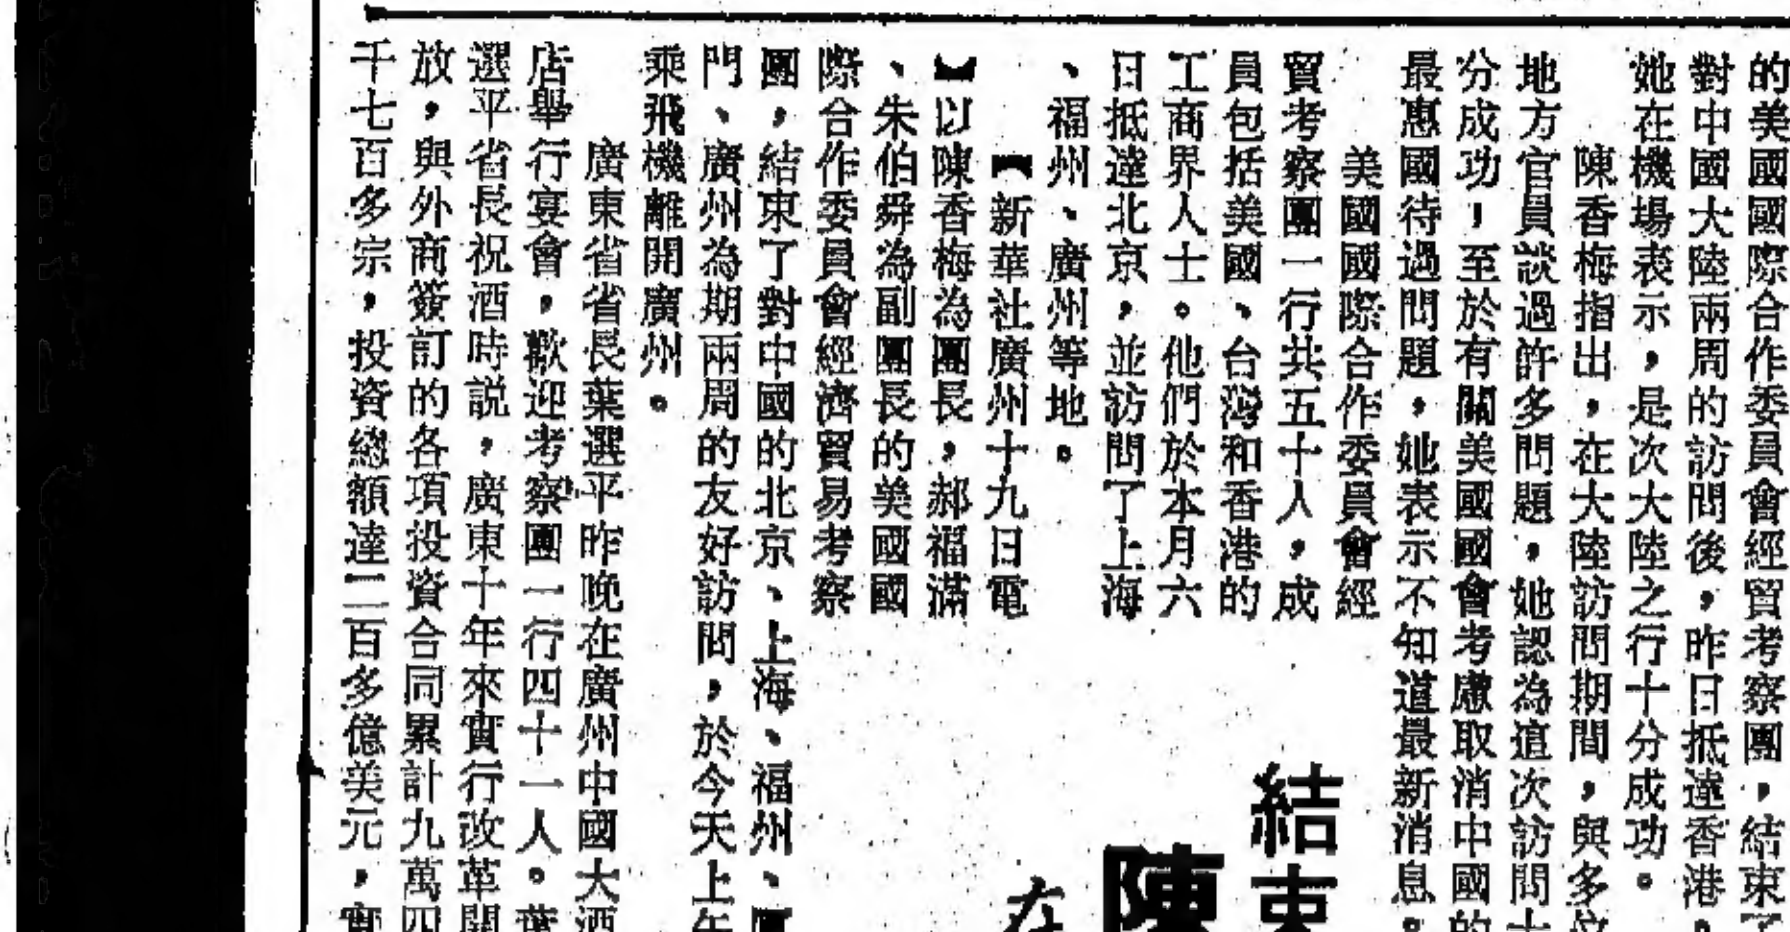 的美國國際合作委員會經貿考察團，結束了
對中國大陸兩周的訪問後，昨日抵達香港，
她在機場表示，是次大陸之行十分成功。
陳香梅指出，在大陸訪問期間，與多位
地方官員談過許多問題，她認為這次訪問十
分成功！至於有關美國國會考慮取消中國的
最惠國待遇問題，她表示不知道最新消息。
美國國際合作委員會經
貿考察團一行共五十人，成
員包括美國、台灣和香港的
工商界人士。他們於本月六
日抵達北京，並訪問了上海
、福州、廣州等地。
【新華社廣州十九日電
】以陳香梅為團長，郝福滿
、朱伯舜為副團長的美國國
際合作委員會經濟貿易考察
團，結束了對中國的北京、上海、福州、廈
門、廣州為期兩周的友好訪問，於今天上午
乘飛機離開廣州。
廣東省省長葉選平昨晚在廣州中國大酒
店舉行宴會，歡迎考察團一行四十一人。葉
選平省長祝酒時説，廣東十年來實行改革開
放，與外商簽訂的各項投資合同累計九萬四
千七百多宗，投資總額達二百多億美元，實
結束
陳
在